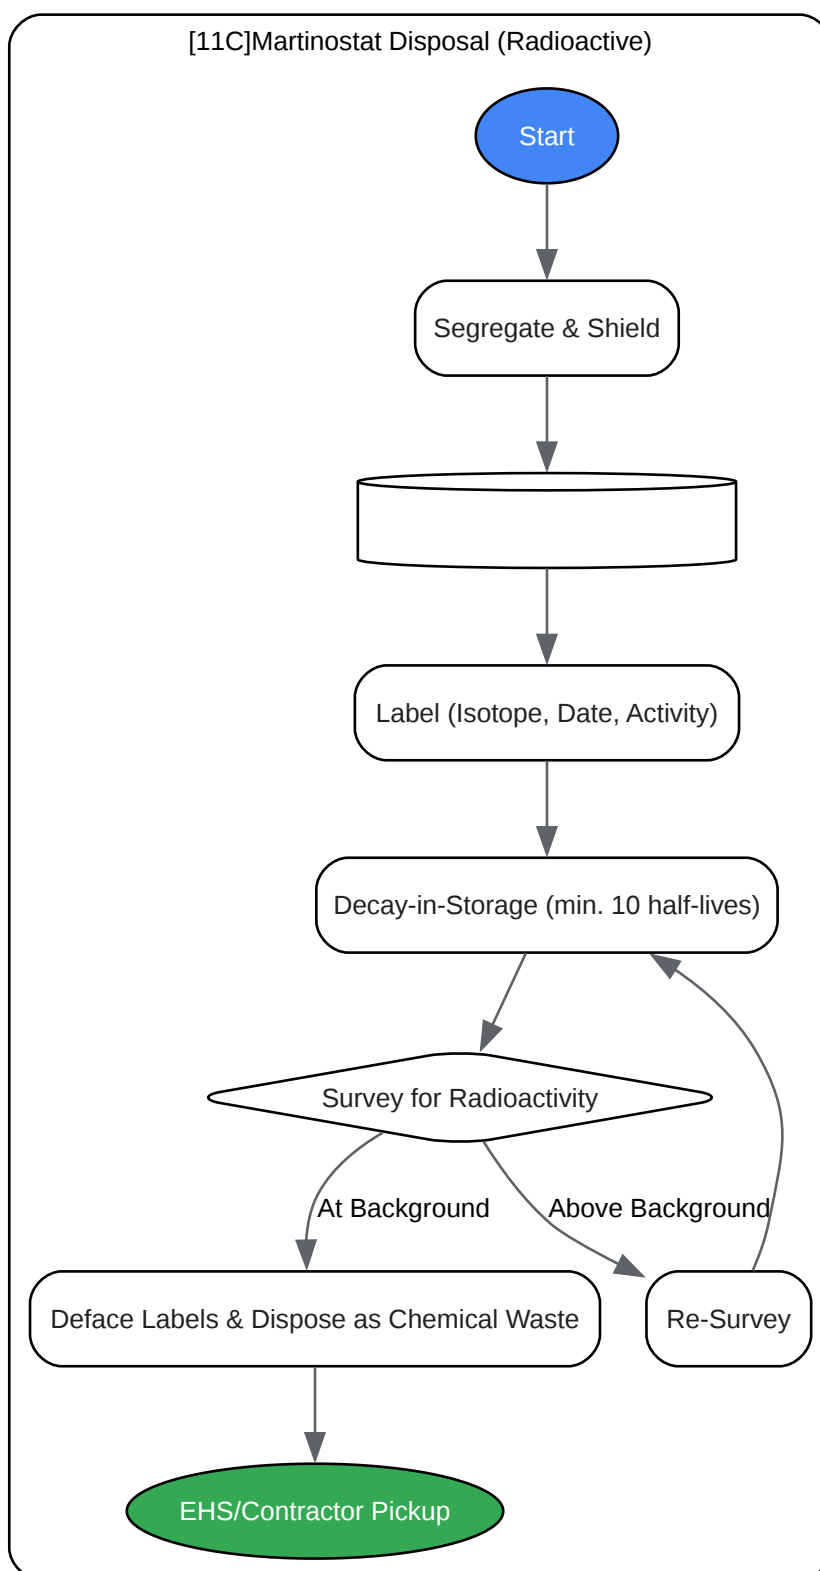 [11C]Martinostat Disposal (Radioactive)
Start
Segregate & Shield
Label (Isotope, Date, Activity)
Decay-in-Storage (min. 10 half-lives)
Survey for Radioactivity
At Background
Above Background
Deface Labels & Dispose as Chemical Waste
Re-Survey
EHS/Contractor Pickup